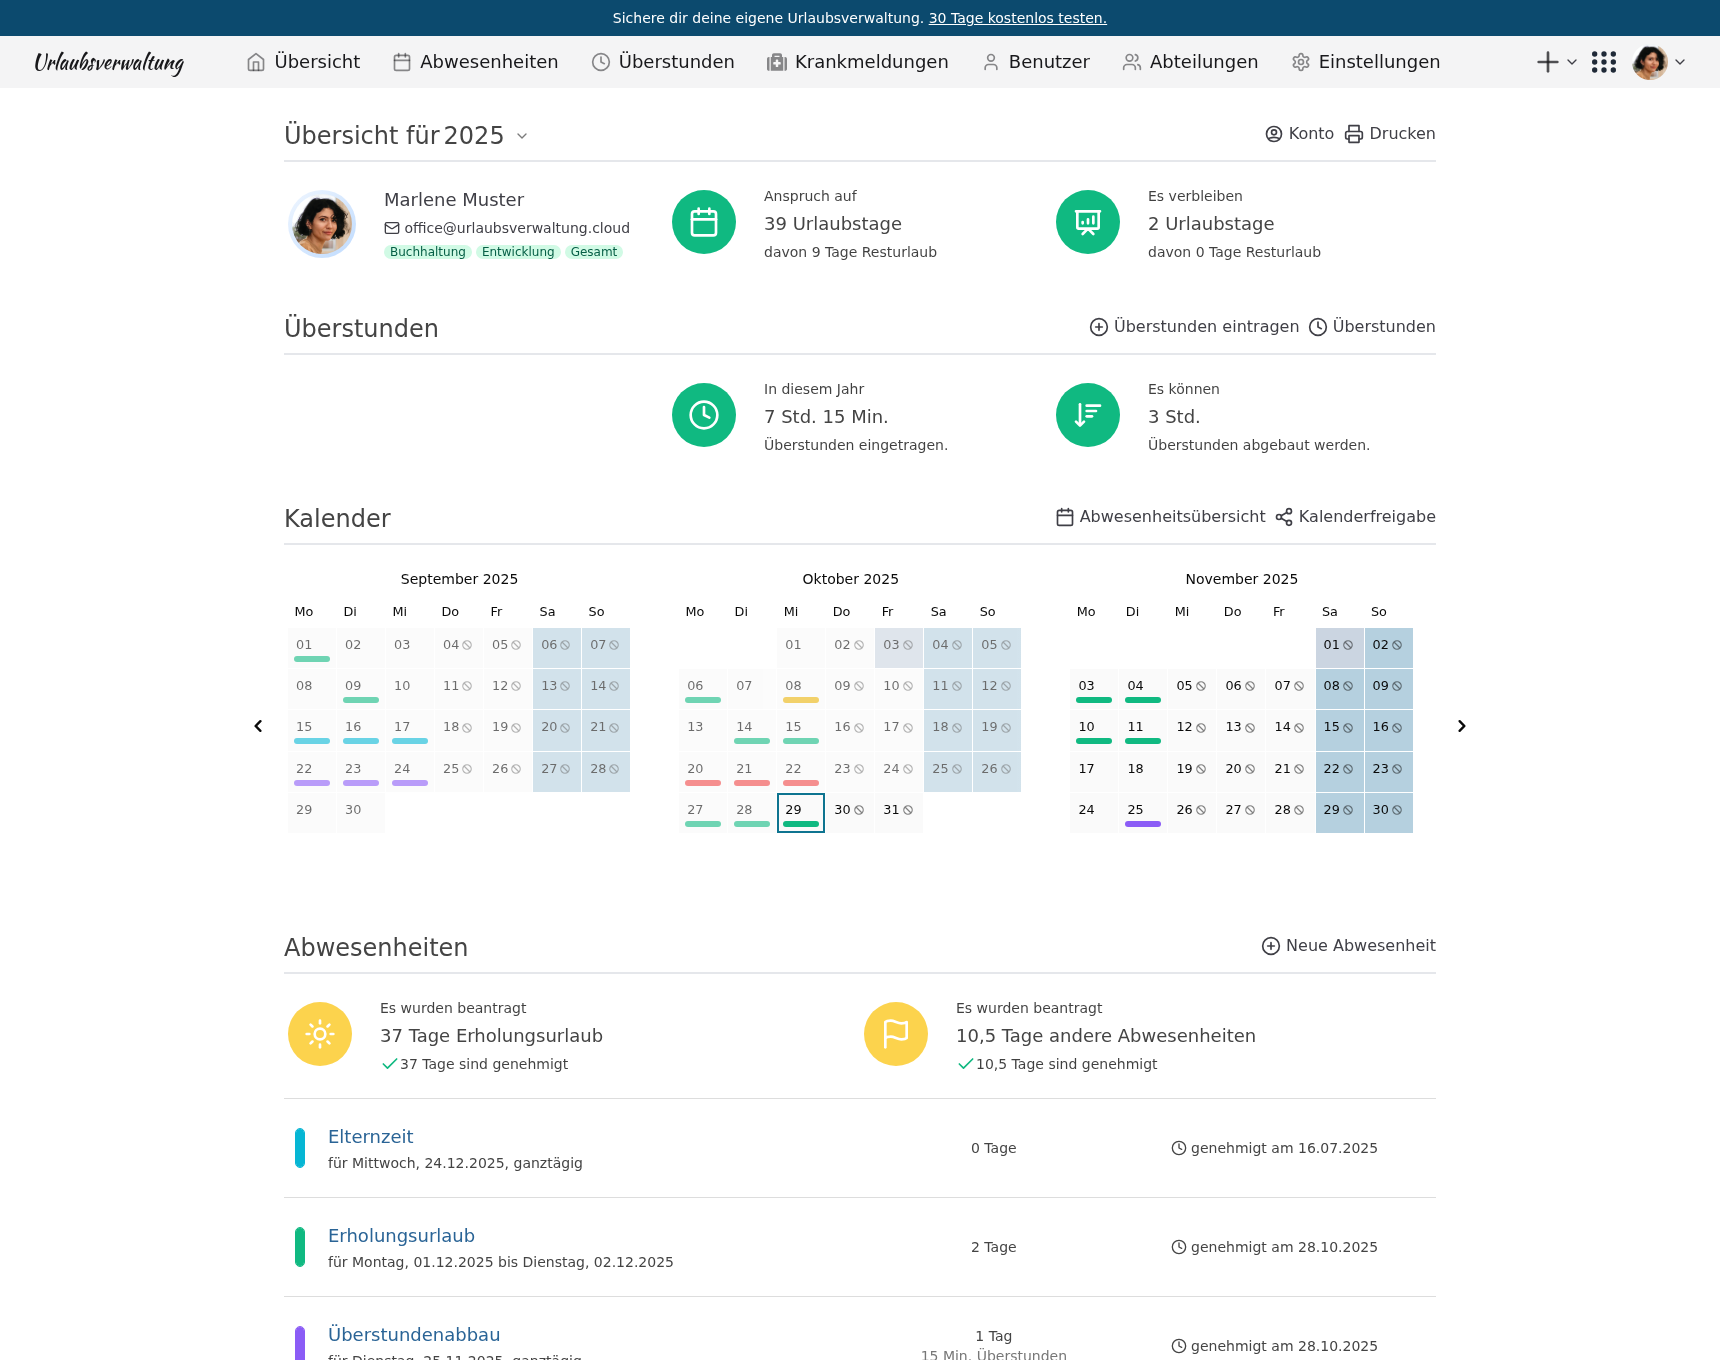 Sichere dir deine eigene Urlaubsverwaltung. 30 Tage kostenlos testen.
Urlaubsverwaltung Übersicht Abwesenheiten Überstunden Krankmeldungen Benutzer Abteilungen Einstellungen
Übersicht für 2025 Konto Drucken
Marlene Muster
office@urlaubsverwaltung.cloud
Buchhaltung Entwicklung Gesamt
Anspruch auf
39 Urlaubstage
davon 9 Tage Resturlaub
Es verbleiben
2 Urlaubstage
davon 0 Tage Resturlaub
Überstunden Überstunden eintragen Überstunden
In diesem Jahr
7 Std. 15 Min.
Überstunden eingetragen.
Es können
3 Std.
Überstunden abgebaut werden.
Kalender Abwesenheitsübersicht Kalenderfreigabe
September 2025
Mo Di Mi Do Fr Sa So
01 02 03 04 05 06 07
08 09 10 11 12 13 14
15 16 17 18 19 20 21
22 23 24 25 26 27 28
29 30
Oktober 2025
Mo Di Mi Do Fr Sa So
01 02 03 04 05
06 07 08 09 10 11 12
13 14 15 16 17 18 19
20 21 22 23 24 25 26
27 28 29 30 31
November 2025
Mo Di Mi Do Fr Sa So
01 02
03 04 05 06 07 08 09
10 11 12 13 14 15 16
17 18 19 20 21 22 23
24 25 26 27 28 29 30
Abwesenheiten Neue Abwesenheit
Es wurden beantragt
37 Tage Erholungsurlaub
37 Tage sind genehmigt
Es wurden beantragt
10,5 Tage andere Abwesenheiten
10,5 Tage sind genehmigt
Elternzeit
für Mittwoch, 24.12.2025, ganztägig
0 Tage
genehmigt am 16.07.2025
Erholungsurlaub
für Montag, 01.12.2025 bis Dienstag, 02.12.2025
2 Tage
genehmigt am 28.10.2025
Überstundenabbau
für Dienstag, 25.11.2025, ganztägig
1 Tag
15 Min. Überstunden
genehmigt am 28.10.2025